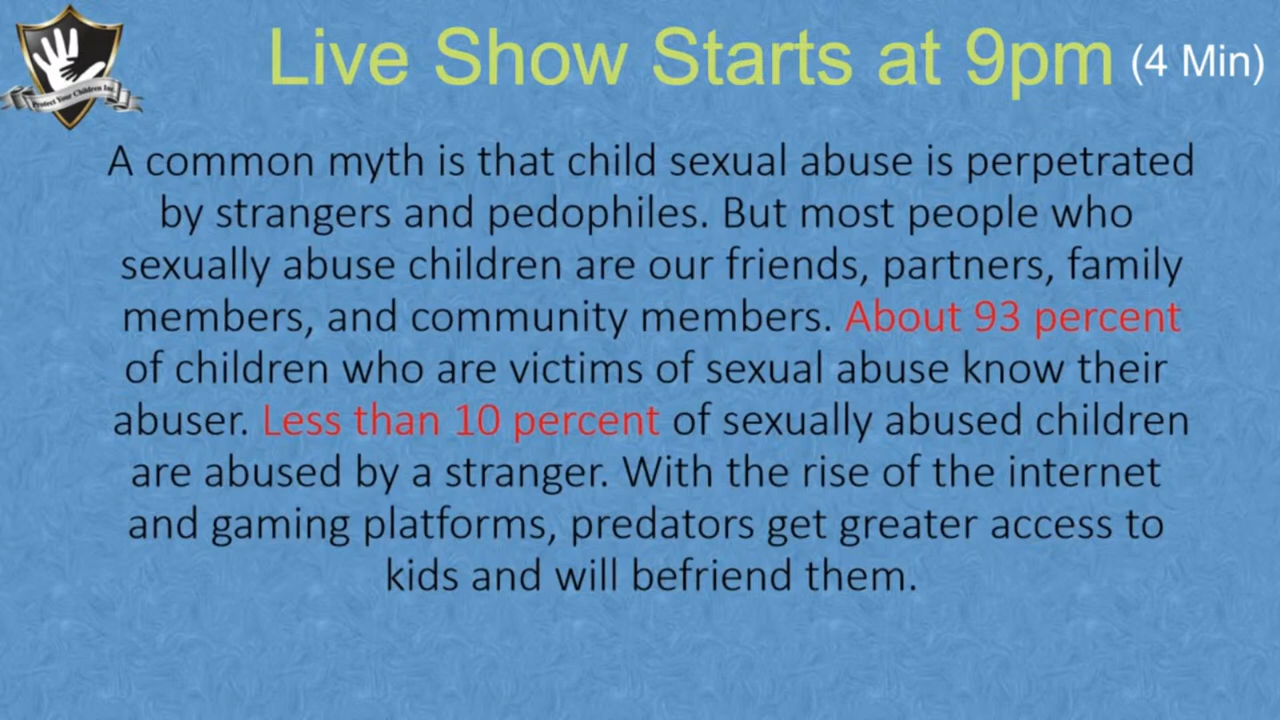 Live Show Starts at 9pm (4 Min)
Protect Your Children Inc.
A common myth is that child sexual abuse is perpetrated
by strangers and pedophiles. But most people who
sexually abuse children are our friends, partners, family
members, and community members. About 93 percent
of children who are victims of sexual abuse know their
abuser. Less than 10 percent of sexually abused children
are abused by a stranger. With the rise of the internet
and gaming platforms, predators get greater access to
kids and will befriend them.